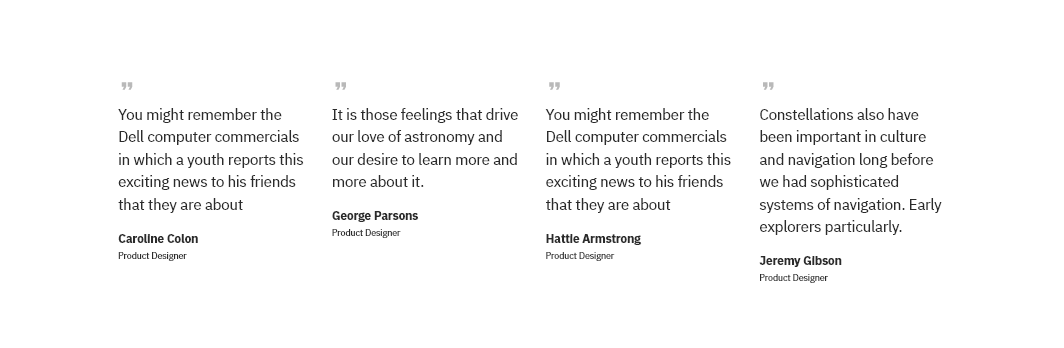 ❞
You might remember the
Dell computer commercials
in which a youth reports this
exciting news to his friends
that they are about
Caroline Colon
Product Designer
❞
It is those feelings that drive
our love of astronomy and
our desire to learn more and
more about it.
George Parsons
Product Designer
❞
You might remember the
Dell computer commercials
in which a youth reports this
exciting news to his friends
that they are about
Hattie Armstrong
Product Designer
❞
Constellations also have
been important in culture
and navigation long before
we had sophisticated
systems of navigation. Early
explorers particularly.
Jeremy Gibson
Product Designer